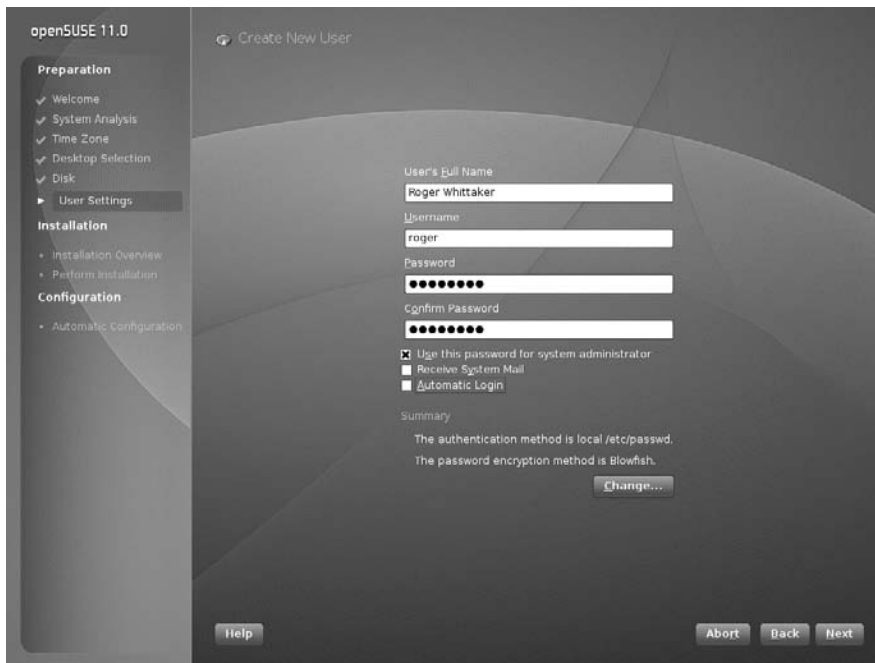 openSUSE 11.0
Preparation
Welcome
System Analysis
Time Zone
Desktop Selection
Disk
User Settings
Installation
Installation Overview
Perform Installation
Configuration
Automatic Configuration
Create New User
User's Full Name
Roger Whittaker
Username
roger
Password
●●●●●●●●
Confirm Password
●●●●●●●●
Use this password for system administrator
Receive System Mail
Automatic Login
Summary
The authentication method is local /etc/passwd.
The password encryption method is Blowfish.
Change...
Help
Abort
Back
Next